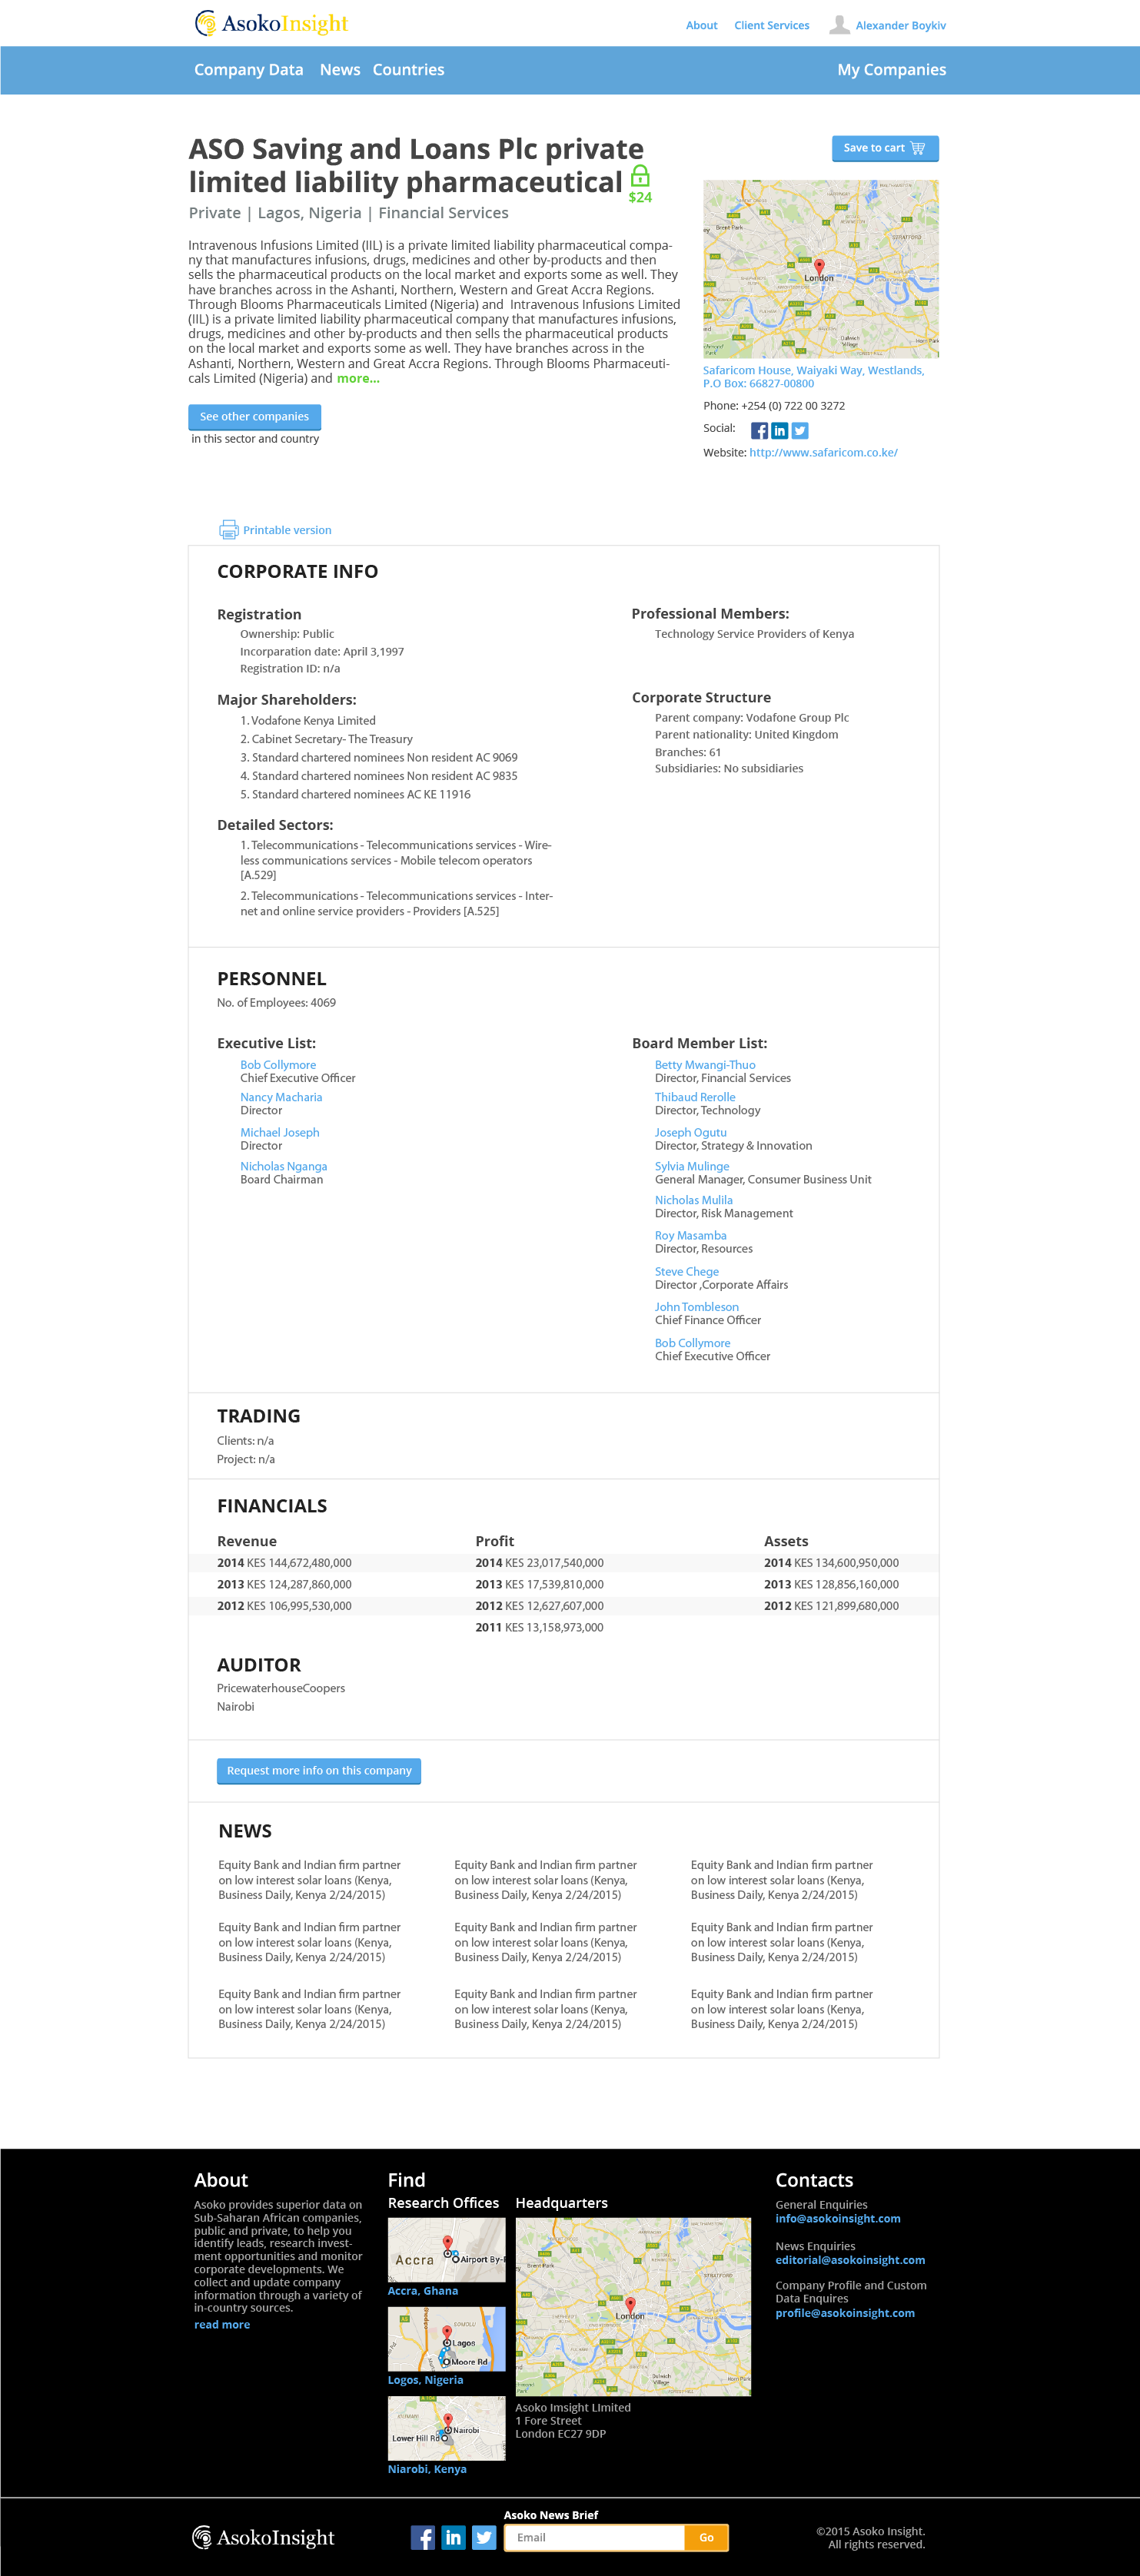 AsokoInsight
About Client Services Alexander Boykiv
Company Data News Countries My Companies
ASO Saving and Loans Plc private
limited liability pharmaceutical
$24
Private | Lagos, Nigeria | Financial Services
Intravenous Infusions Limited (IIL) is a private limited liability pharmaceutical compa-
ny that manufactures infusions, drugs, medicines and other by-products and then
sells the pharmaceutical products on the local market and exports some as well. They
have branches across in the Ashanti, Northern, Western and Great Accra Regions.
Through Blooms Pharmaceuticals Limited (Nigeria) and Intravenous Infusions Limited
(IIL) is a private limited liability pharmaceutical company that manufactures infusions,
drugs, medicines and other by-products and then sells the pharmaceutical products
on the local market and exports some as well. They have branches across in the
Ashanti, Northern, Western and Great Accra Regions. Through Blooms Pharmaceuti-
cals Limited (Nigeria) and more...
See other companies
in this sector and country
Save to cart
London
Safaricom House, Waiyaki Way, Westlands,
P.O Box: 66827-00800
Phone: +254 (0) 722 00 3272
Social:
Website: http://www.safaricom.co.ke/
Printable version
CORPORATE INFO
Registration
Ownership: Public
Incorparation date: April 3,1997
Registration ID: n/a
Major Shareholders:
1. Vodafone Kenya Limited
2. Cabinet Secretary- The Treasury
3. Standard chartered nominees Non resident AC 9069
4. Standard chartered nominees Non resident AC 9835
5. Standard chartered nominees AC KE 11916
Detailed Sectors:
1. Telecommunications - Telecommunications services - Wire-
less communications services - Mobile telecom operators
[A.529]
2. Telecommunications - Telecommunications services - Inter-
net and online service providers - Providers [A.525]
Professional Members:
Technology Service Providers of Kenya
Corporate Structure
Parent company: Vodafone Group Plc
Parent nationality: United Kingdom
Branches: 61
Subsidiaries: No subsidiaries
PERSONNEL
No. of Employees: 4069
Executive List:
Bob Collymore
Chief Executive Officer
Nancy Macharia
Director
Michael Joseph
Director
Nicholas Nganga
Board Chairman
Board Member List:
Betty Mwangi-Thuo
Director, Financial Services
Thibaud Rerolle
Director, Technology
Joseph Ogutu
Director, Strategy & Innovation
Sylvia Mulinge
General Manager, Consumer Business Unit
Nicholas Mulila
Director, Risk Management
Roy Masamba
Director, Resources
Steve Chege
Director ,Corporate Affairs
John Tombleson
Chief Finance Officer
Bob Collymore
Chief Executive Officer
TRADING
Clients: n/a
Project: n/a
FINANCIALS
Revenue Profit Assets
2014 KES 144,672,480,000 2014 KES 23,017,540,000 2014 KES 134,600,950,000
2013 KES 124,287,860,000 2013 KES 17,539,810,000 2013 KES 128,856,160,000
2012 KES 106,995,530,000 2012 KES 12,627,607,000 2012 KES 121,899,680,000
2011 KES 13,158,973,000
AUDITOR
PricewaterhouseCoopers
Nairobi
Request more info on this company
NEWS
Equity Bank and Indian firm partner Equity Bank and Indian firm partner Equity Bank and Indian firm partner
on low interest solar loans (Kenya, on low interest solar loans (Kenya, on low interest solar loans (Kenya,
Business Daily, Kenya 2/24/2015) Business Daily, Kenya 2/24/2015) Business Daily, Kenya 2/24/2015)
Equity Bank and Indian firm partner Equity Bank and Indian firm partner Equity Bank and Indian firm partner
on low interest solar loans (Kenya, on low interest solar loans (Kenya, on low interest solar loans (Kenya,
Business Daily, Kenya 2/24/2015) Business Daily, Kenya 2/24/2015) Business Daily, Kenya 2/24/2015)
Equity Bank and Indian firm partner Equity Bank and Indian firm partner Equity Bank and Indian firm partner
on low interest solar loans (Kenya, on low interest solar loans (Kenya, on low interest solar loans (Kenya,
Business Daily, Kenya 2/24/2015) Business Daily, Kenya 2/24/2015) Business Daily, Kenya 2/24/2015)
About
Asoko provides superior data on
Sub-Saharan African companies,
public and private, to help you
identify leads, research invest-
ment opportunities and monitor
corporate developments. We
collect and update company
information through a variety of
in-country sources.
read more
Find
Research Offices
Accra
Airport By-
Accra, Ghana
Lagos
Moore Rd
Logos, Nigeria
Nairobi
Lower Hill Rd
Niarobi, Kenya
Headquarters
London
Asoko Imsight LImited
1 Fore Street
London EC27 9DP
Contacts
General Enquiries
info@asokoinsight.com
News Enquiries
editorial@asokoinsight.com
Company Profile and Custom
Data Enquires
profile@asokoinsight.com
AsokoInsight
Asoko News Brief
Email Go
©2015 Asoko Insight.
All rights reserved.